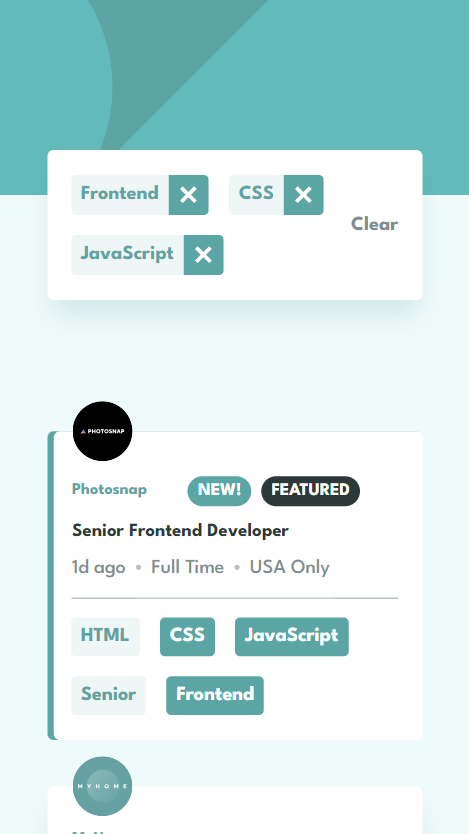 Frontend CSS
Clear
JavaScript
PHOTOSNAP
Photosnap NEW! FEATURED
Senior Frontend Developer
1d ago • Full Time • USA Only
HTML CSS JavaScript
Senior Frontend
MYHOME